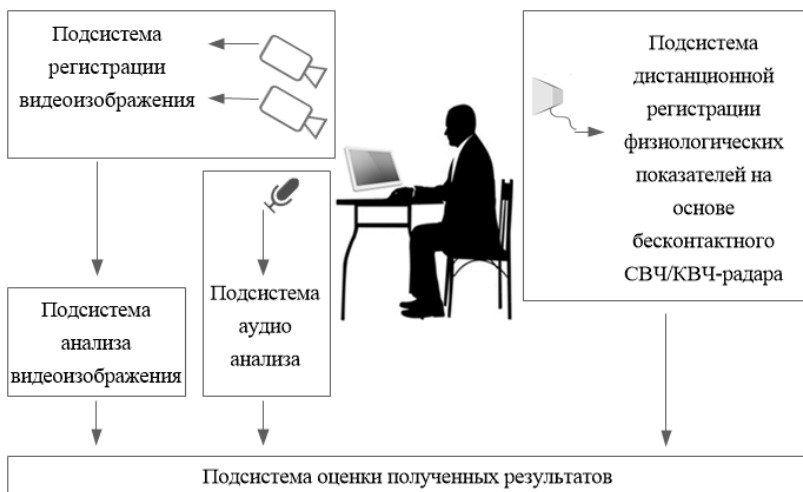 Подсистема
регистрации
видеоизображения
Подсистема
дистанционной
регистрации
физиологических
показателей на
основе
бесконтактного
СВЧ/КВЧ-радара
Подсистема
аудио
анализа
Подсистема
анализа
видеоизображения
Подсистема оценки полученных результатов